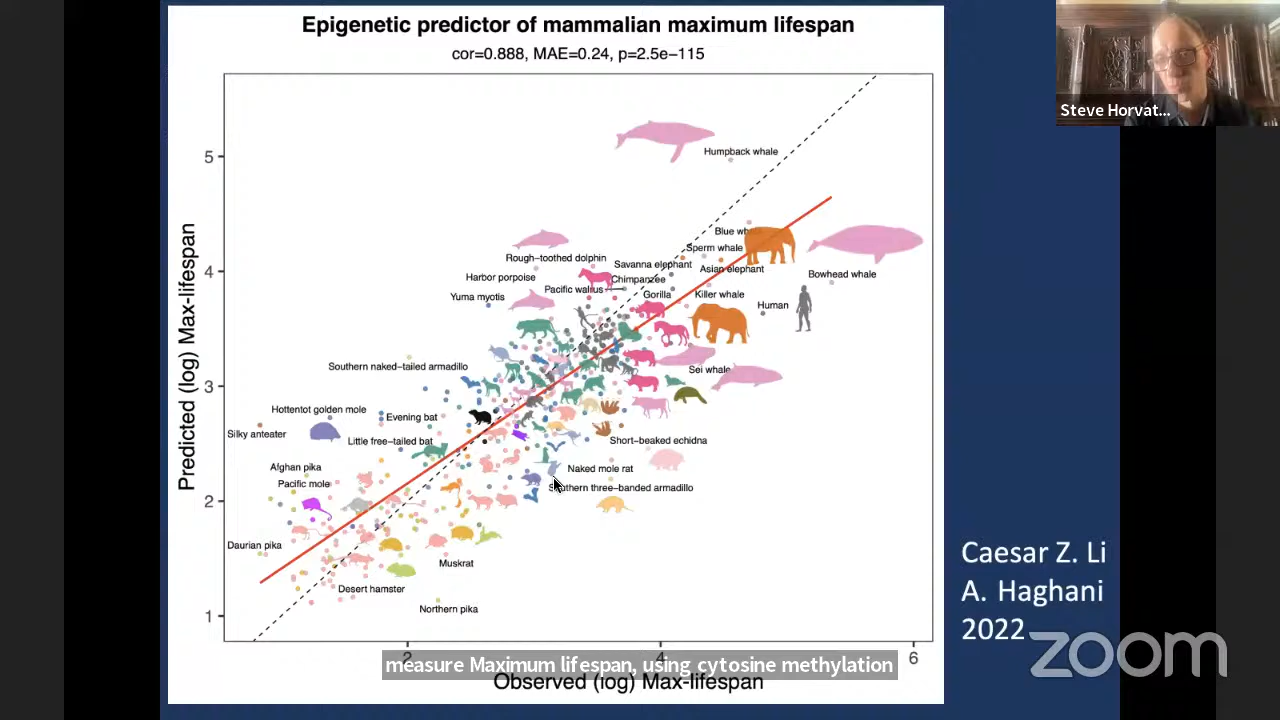 Epigenetic predictor of mammalian maximum lifespan
cor=0.888, MAE=0.24, p=2.5e−115
Steve Horvat...
Predicted (log) Max−lifespan
5
4
3
2
1
Humpback whale
Blue wh
Rough−toothed dolphin
Sperm whale
Savanna elephant
Asian elephant
Bowhead whale
Harbor porpoise
Chimpanzee
Pacific walrus
Yuma myotis
Gorilla
Killer whale
Human
Southern naked−tailed armadillo
Sei whale
Hottentot golden mole
Evening bat
Silky anteater
Little free−tailed bat
Short−beaked echidna
Afghan pika
Naked mole rat
Pacific mole
Southern three−banded armadillo
Daurian pika
Muskrat
Desert hamster
Northern pika
2
4
6
Observed (log) Max−lifespan
measure Maximum lifespan, using cytosine methylation
Caesar Z. Li
A. Haghani
2022
zoom